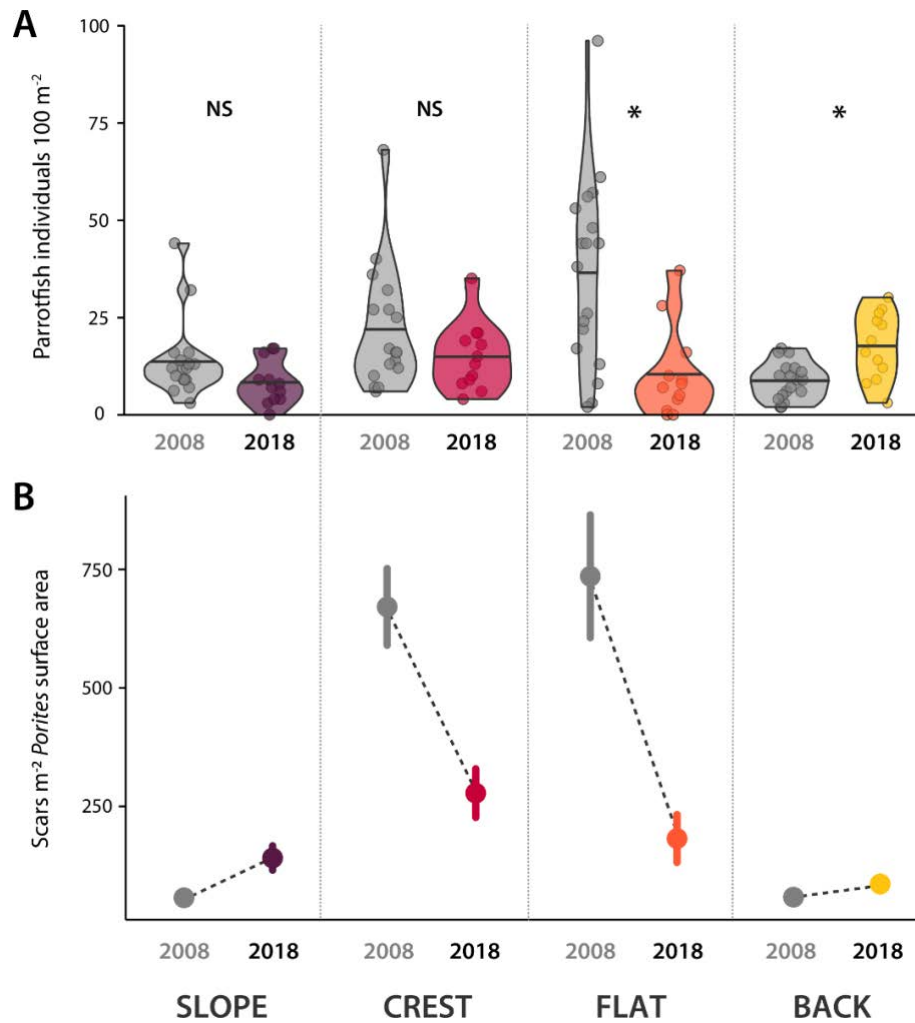 A
Parrotfish individuals 100 m⁻²
100
75
50
25
0
NS
NS
*
*
2008 2018 2008 2018 2008 2018 2008 2018
B
Scars m⁻² Porites surface area
750
500
250
2008 2018 2008 2018 2008 2018 2008 2018
SLOPE CREST FLAT BACK